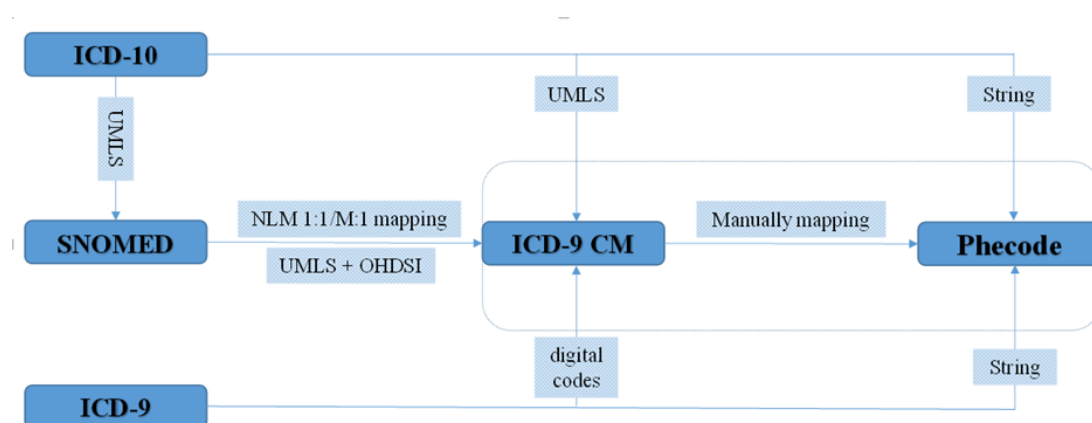 ICD-10
UMLS
UMLS
String
SNOMED
NLM 1:1/M:1 mapping
UMLS + OHDSI
ICD-9 CM
Manually mapping
Phecode
digital
codes
String
ICD-9